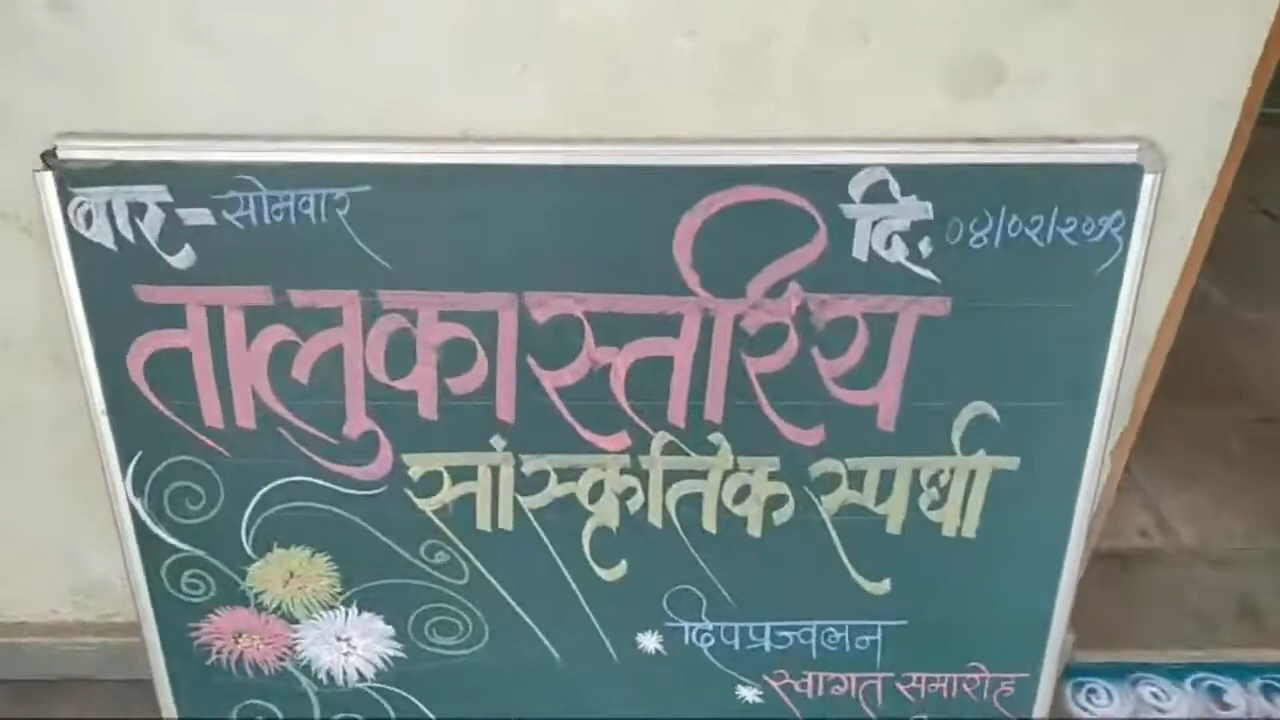 वार - सोमवार
दि. ०४/०२/२०१९
तालुकास्तरिय
सांस्कृतिक स्पर्धा
दिपप्रज्वलन
स्वागत समारोह